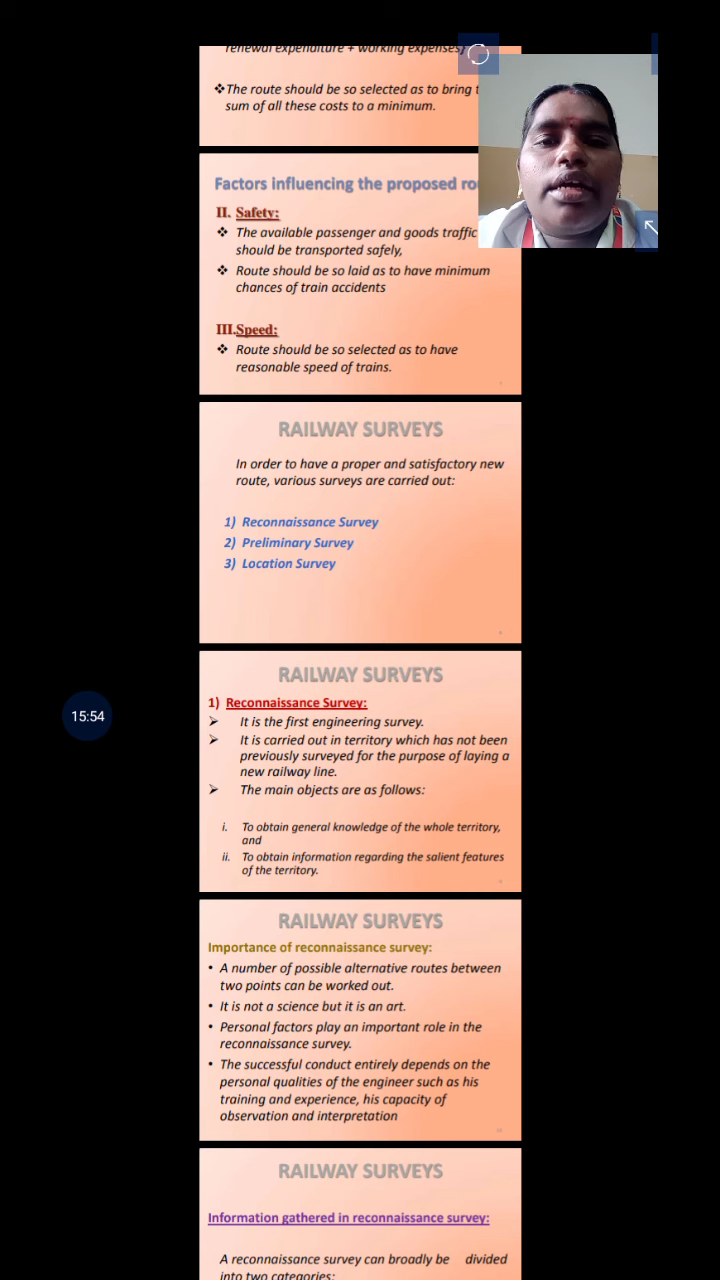 renewal expenditure + working expenses}
❖The route should be so selected as to bring
sum of all these costs to a minimum.
Factors influencing the proposed
II. Safety:
❖ The available passenger and goods traffic
should be transported safely,
❖ Route should be so laid as to have minimum
chances of train accidents
III.Speed:
❖ Route should be so selected as to have
reasonable speed of trains.
RAILWAY SURVEYS
In order to have a proper and satisfactory new
route, various surveys are carried out:
1) Reconnaissance Survey
2) Preliminary Survey
3) Location Survey
RAILWAY SURVEYS
1) Reconnaissance Survey:
➢ It is the first engineering survey.
➢ It is carried out in territory which has not been
previously surveyed for the purpose of laying a
new railway line.
➢ The main objects are as follows:
i. To obtain general knowledge of the whole territory,
and
ii. To obtain information regarding the salient features
of the territory.
15:54
RAILWAY SURVEYS
Importance of reconnaissance survey:
• A number of possible alternative routes between
two points can be worked out.
• It is not a science but it is an art.
• Personal factors play an important role in the
reconnaissance survey.
• The successful conduct entirely depends on the
personal qualities of the engineer such as his
training and experience, his capacity of
observation and interpretation
RAILWAY SURVEYS
Information gathered in reconnaissance survey:
A reconnaissance survey can broadly be divided
into two categories: